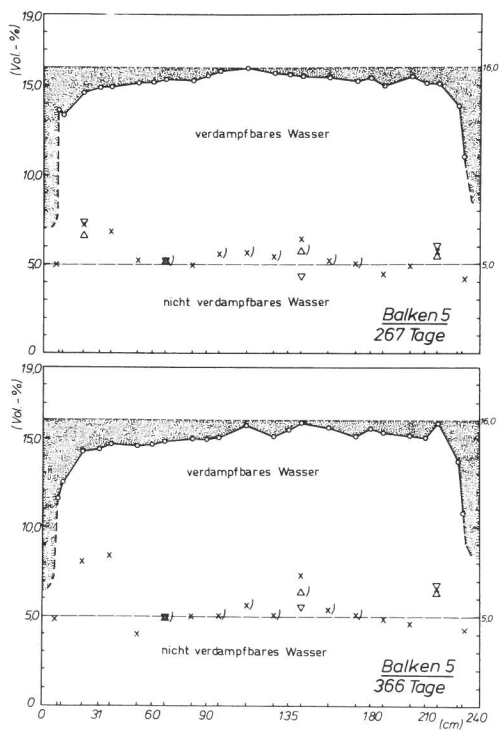 19,0
(Vol.-%)
16,0
15,0
verdampfbares Wasser
10,0
5,0
5,0
nicht verdampfbares Wasser
Balken 5
267 Tage
0
19,0
(Vol.-%)
16,0
15,0
verdampfbares Wasser
10,0
5,0
5,0
nicht verdampfbares Wasser
Balken 5
366 Tage
0
0 31 60 90 135 180 210 240
(cm)